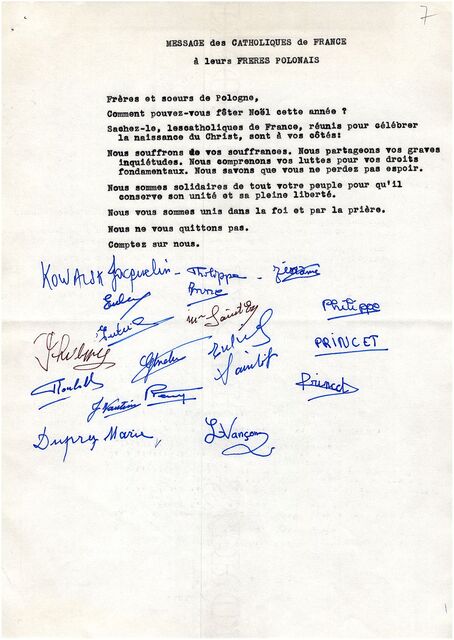 7
MESSAGE des CATHOLIQUES de FRANCE
à leurs FRERES POLONAIS
Frères et soeurs de Pologne,
Comment pouvez-vous fêter Noël cette année ?
Sachez-le, lescatholiques de France, réunis pour célébrer
la naissance du Christ, sont à vos côtés:
Nous souffrons de vos souffrances. Nous partageons vos graves
inquiétudes. Nous comprenons vos luttes pour vos droits
fondamentaux. Nous savons que vous ne perdez pas espoir.
Nous sommes solidaires de tout votre peuple pour qu'il
conserve son unité et sa pleine liberté.
Nous vous sommes unis dans la foi et par la prière.
Nous ne vous quittons pas.
Comptez sur nous.
Jacquelin - Philippe -
Philippe
PRINCET
Princet
Dupry Marie